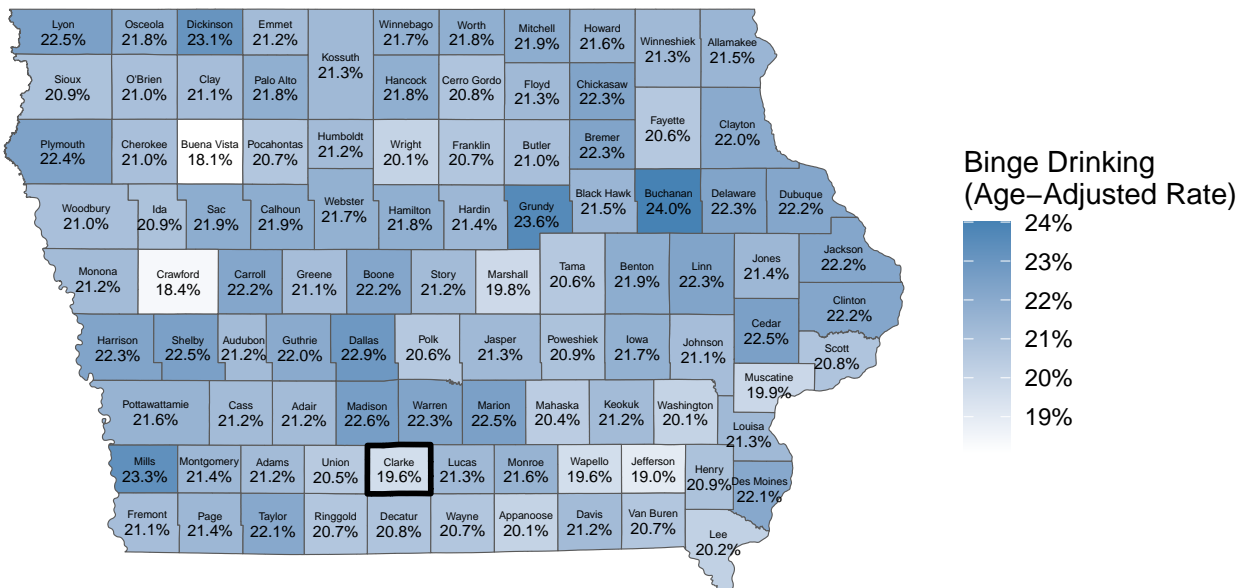 Lyon
22.5%
Osceola
21.8%
Dickinson
23.1%
Emmet
21.2%
Kossuth
21.3%
Winnebago
21.7%
Worth
21.8%
Mitchell
21.9%
Howard
21.6%
Winneshiek
21.3%
Allamakee
21.5%
Sioux
20.9%
O'Brien
21.0%
Clay
21.1%
Palo Alto
21.8%
Hancock
21.8%
Cerro Gordo
20.8%
Floyd
21.3%
Chickasaw
22.3%
Fayette
20.6%
Clayton
22.0%
Plymouth
22.4%
Cherokee
21.0%
Buena Vista
18.1%
Pocahontas
20.7%
Humboldt
21.2%
Wright
20.1%
Franklin
20.7%
Butler
21.0%
Bremer
22.3%
Woodbury
21.0%
Ida
20.9%
Sac
21.9%
Calhoun
21.9%
Webster
21.7%
Hamilton
21.8%
Hardin
21.4%
Grundy
23.6%
Black Hawk
21.5%
Buchanan
24.0%
Delaware
22.3%
Dubuque
22.2%
Monona
21.2%
Crawford
18.4%
Carroll
22.2%
Greene
21.1%
Boone
22.2%
Story
21.2%
Marshall
19.8%
Tama
20.6%
Benton
21.9%
Linn
22.3%
Jones
21.4%
Jackson
22.2%
Clinton
22.2%
Harrison
22.3%
Shelby
22.5%
Audubon
21.2%
Guthrie
22.0%
Dallas
22.9%
Polk
20.6%
Jasper
21.3%
Poweshiek
20.9%
Iowa
21.7%
Johnson
21.1%
Cedar
22.5%
Scott
20.8%
Muscatine
19.9%
Pottawattamie
21.6%
Cass
21.2%
Adair
21.2%
Madison
22.6%
Warren
22.3%
Marion
22.5%
Mahaska
20.4%
Keokuk
21.2%
Washington
20.1%
Louisa
21.3%
Mills
23.3%
Montgomery
21.4%
Adams
21.2%
Union
20.5%
Clarke
19.6%
Lucas
21.3%
Monroe
21.6%
Wapello
19.6%
Jefferson
19.0%
Henry
20.9%
Des Moines
22.1%
Fremont
21.1%
Page
21.4%
Taylor
22.1%
Ringgold
20.7%
Decatur
20.8%
Wayne
20.7%
Appanoose
20.1%
Davis
21.2%
Van Buren
20.7%
Lee
20.2%
Binge Drinking
(Age−Adjusted Rate)
24%
23%
22%
21%
20%
19%